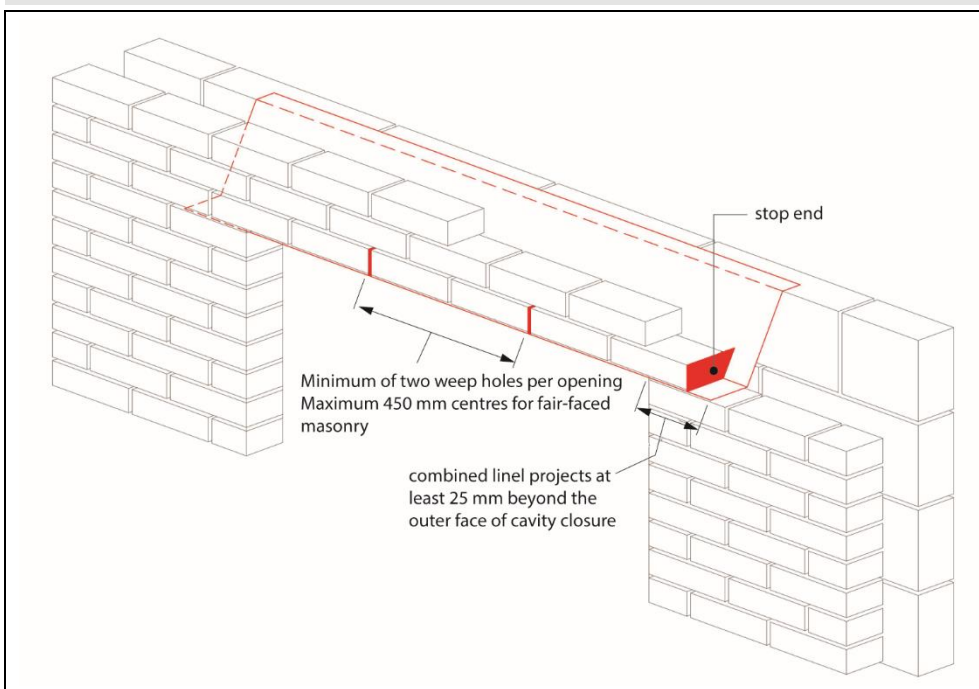 stop end
Minimum of two weep holes per opening
Maximum 450 mm centres for fair-faced
masonry
combined linel projects at
least 25 mm beyond the
outer face of cavity closure